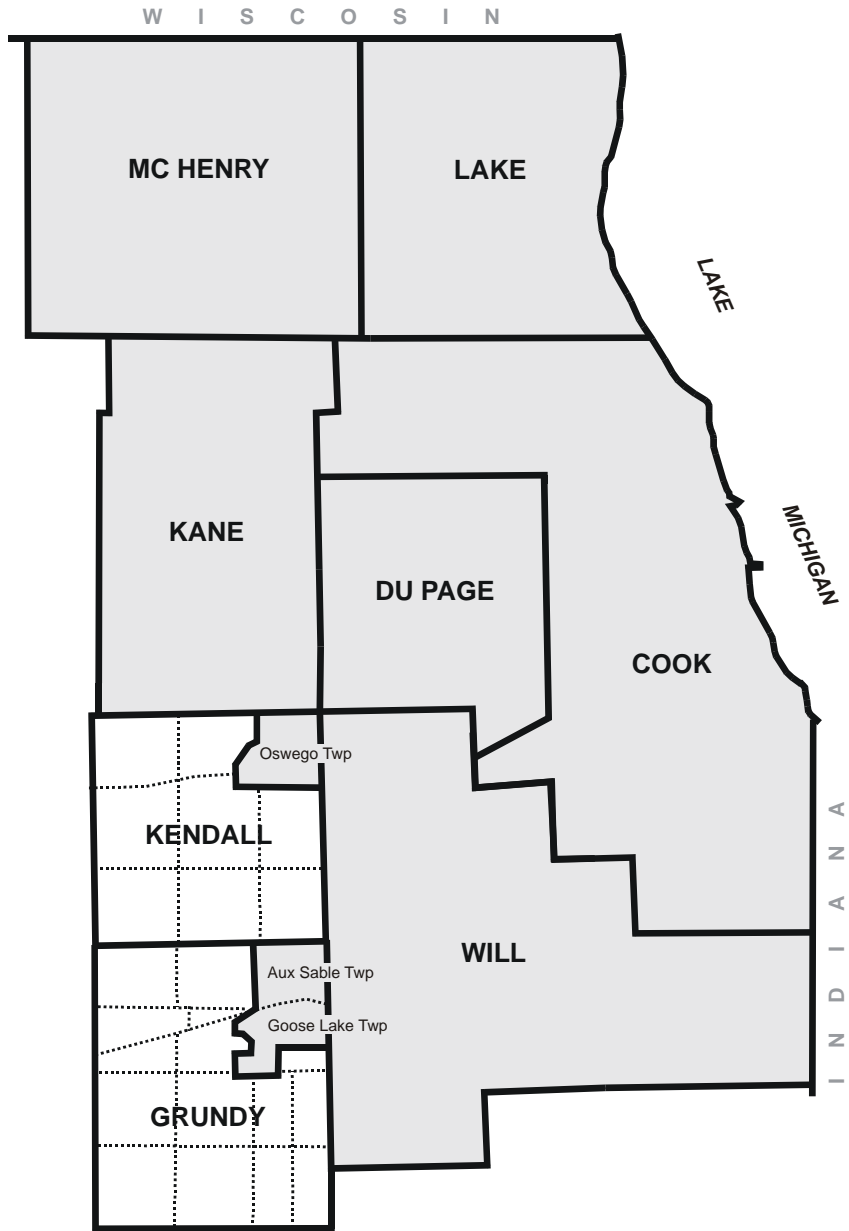 W I S C O S I N
MC HENRY
LAKE
LAKE
MICHIGAN
KANE
DU PAGE
COOK
Oswego Twp
KENDALL
WILL
Aux Sable Twp
Goose Lake Twp
GRUNDY
I N D I A N A